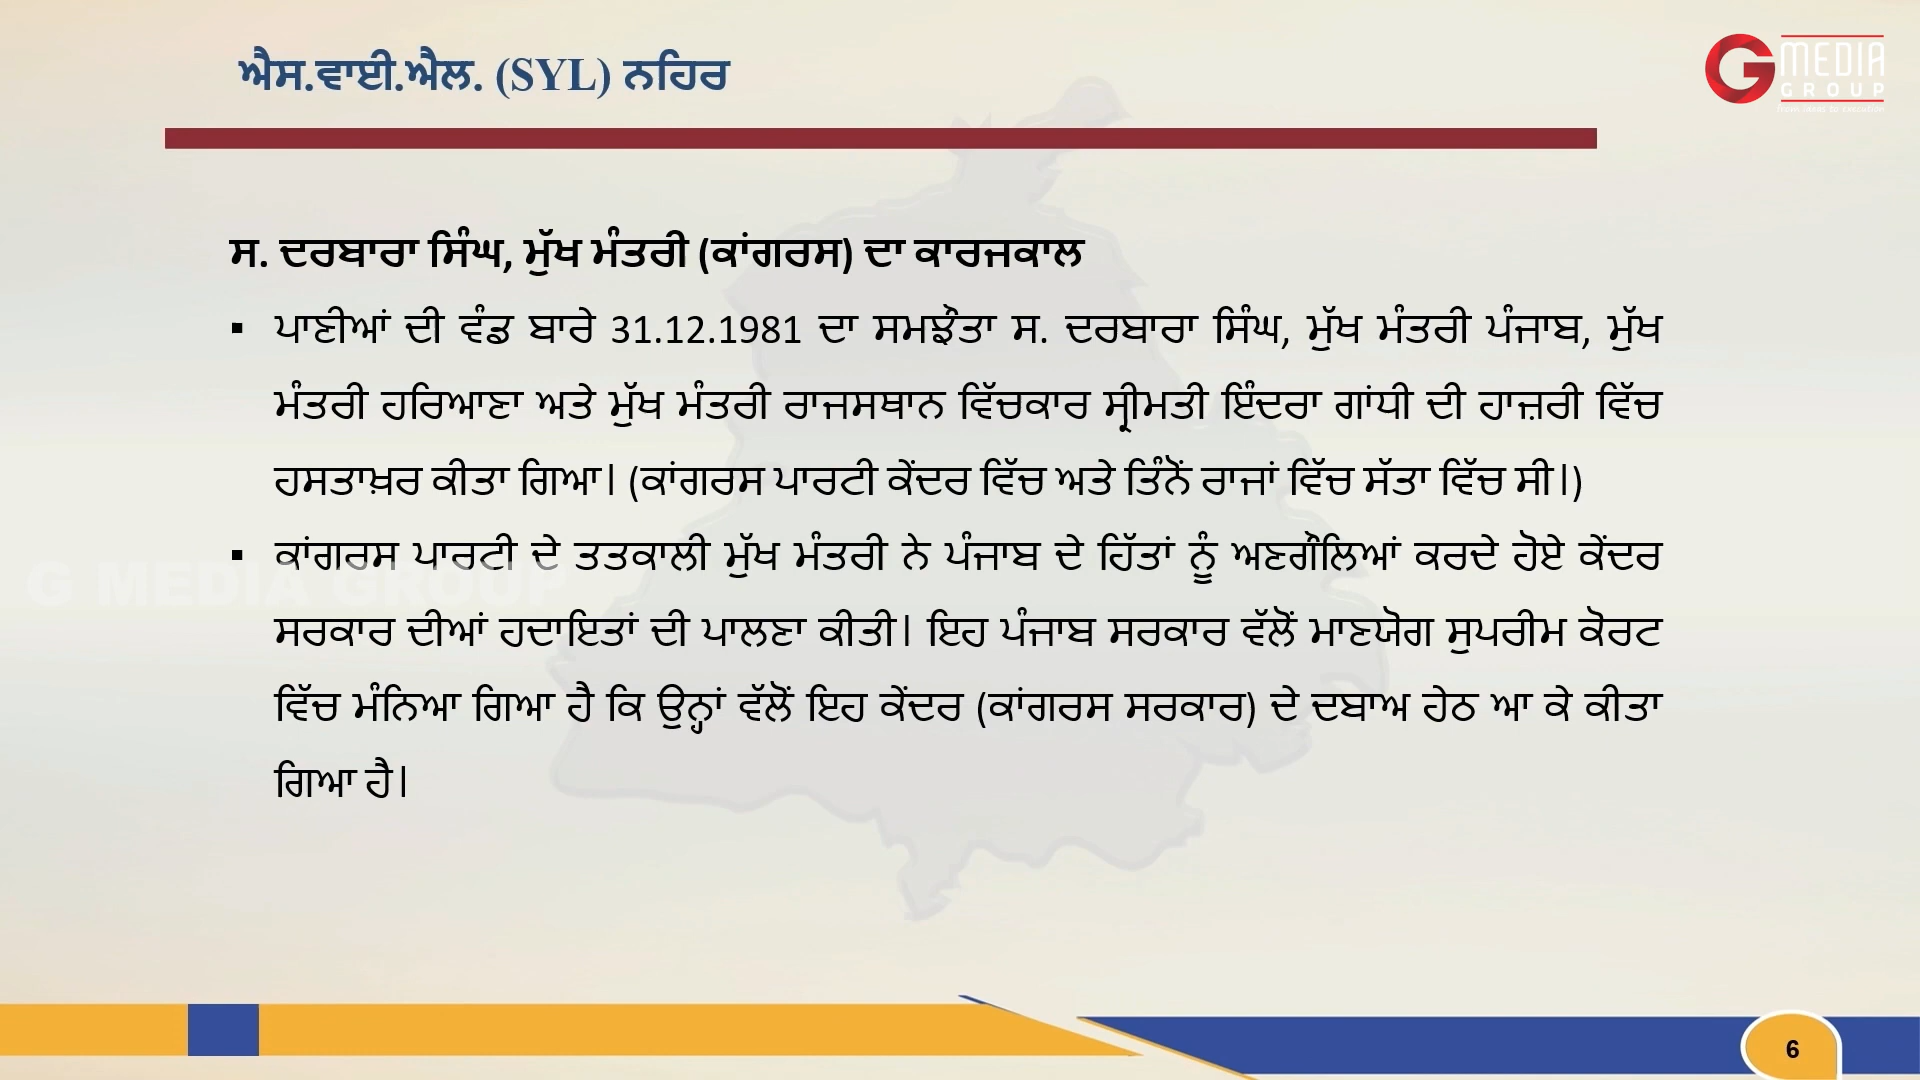 ਐਸ.ਵਾਈ.ਐਲ. (SYL) ਨਹਿਰ
G MEDIA GROUP
ਸ. ਦਰਬਾਰਾ ਸਿੰਘ, ਮੁੱਖ ਮੰਤਰੀ (ਕਾਂਗਰਸ) ਦਾ ਕਾਰਜਕਾਲ
▪ ਪਾਣੀਆਂ ਦੀ ਵੰਡ ਬਾਰੇ 31.12.1981 ਦਾ ਸਮਝੌਤਾ ਸ. ਦਰਬਾਰਾ ਸਿੰਘ, ਮੁੱਖ ਮੰਤਰੀ ਪੰਜਾਬ, ਮੁੱਖ
ਮੰਤਰੀ ਹਰਿਆਣਾ ਅਤੇ ਮੁੱਖ ਮੰਤਰੀ ਰਾਜਸਥਾਨ ਵਿੱਚਕਾਰ ਸ੍ਰੀਮਤੀ ਇੰਦਰਾ ਗਾਂਧੀ ਦੀ ਹਾਜ਼ਰੀ ਵਿੱਚ
ਹਸਤਾਖ਼ਰ ਕੀਤਾ ਗਿਆ। (ਕਾਂਗਰਸ ਪਾਰਟੀ ਕੇਂਦਰ ਵਿੱਚ ਅਤੇ ਤਿੰਨੋਂ ਰਾਜਾਂ ਵਿੱਚ ਸੱਤਾ ਵਿੱਚ ਸੀ।)
▪ ਕਾਂਗਰਸ ਪਾਰਟੀ ਦੇ ਤਤਕਾਲੀ ਮੁੱਖ ਮੰਤਰੀ ਨੇ ਪੰਜਾਬ ਦੇ ਹਿੱਤਾਂ ਨੂੰ ਅਣਗੌਲਿਆਂ ਕਰਦੇ ਹੋਏ ਕੇਂਦਰ
ਸਰਕਾਰ ਦੀਆਂ ਹਦਾਇਤਾਂ ਦੀ ਪਾਲਣਾ ਕੀਤੀ। ਇਹ ਪੰਜਾਬ ਸਰਕਾਰ ਵੱਲੋਂ ਮਾਣਯੋਗ ਸੁਪਰੀਮ ਕੋਰਟ
ਵਿੱਚ ਮੰਨਿਆ ਗਿਆ ਹੈ ਕਿ ਉਨ੍ਹਾਂ ਵੱਲੋਂ ਇਹ ਕੇਂਦਰ (ਕਾਂਗਰਸ ਸਰਕਾਰ) ਦੇ ਦਬਾਅ ਹੇਠ ਆ ਕੇ ਕੀਤਾ
ਗਿਆ ਹੈ।
G MEDIA GROUP
6